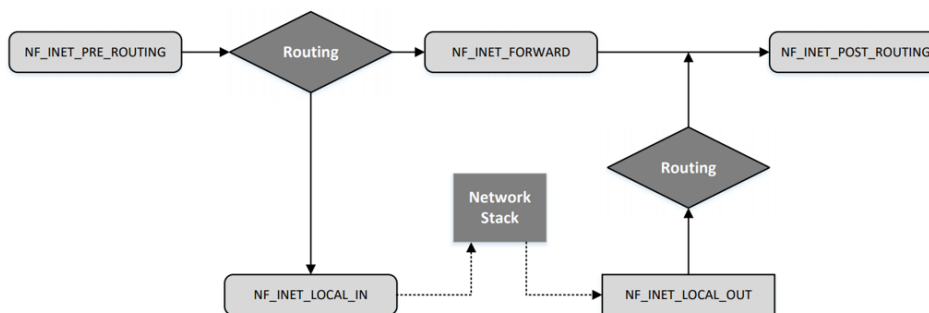 NF_INET_PRE_ROUTING
Routing
NF_INET_FORWARD
NF_INET_POST_ROUTING
Routing
Network
Stack
NF_INET_LOCAL_IN
NF_INET_LOCAL_OUT